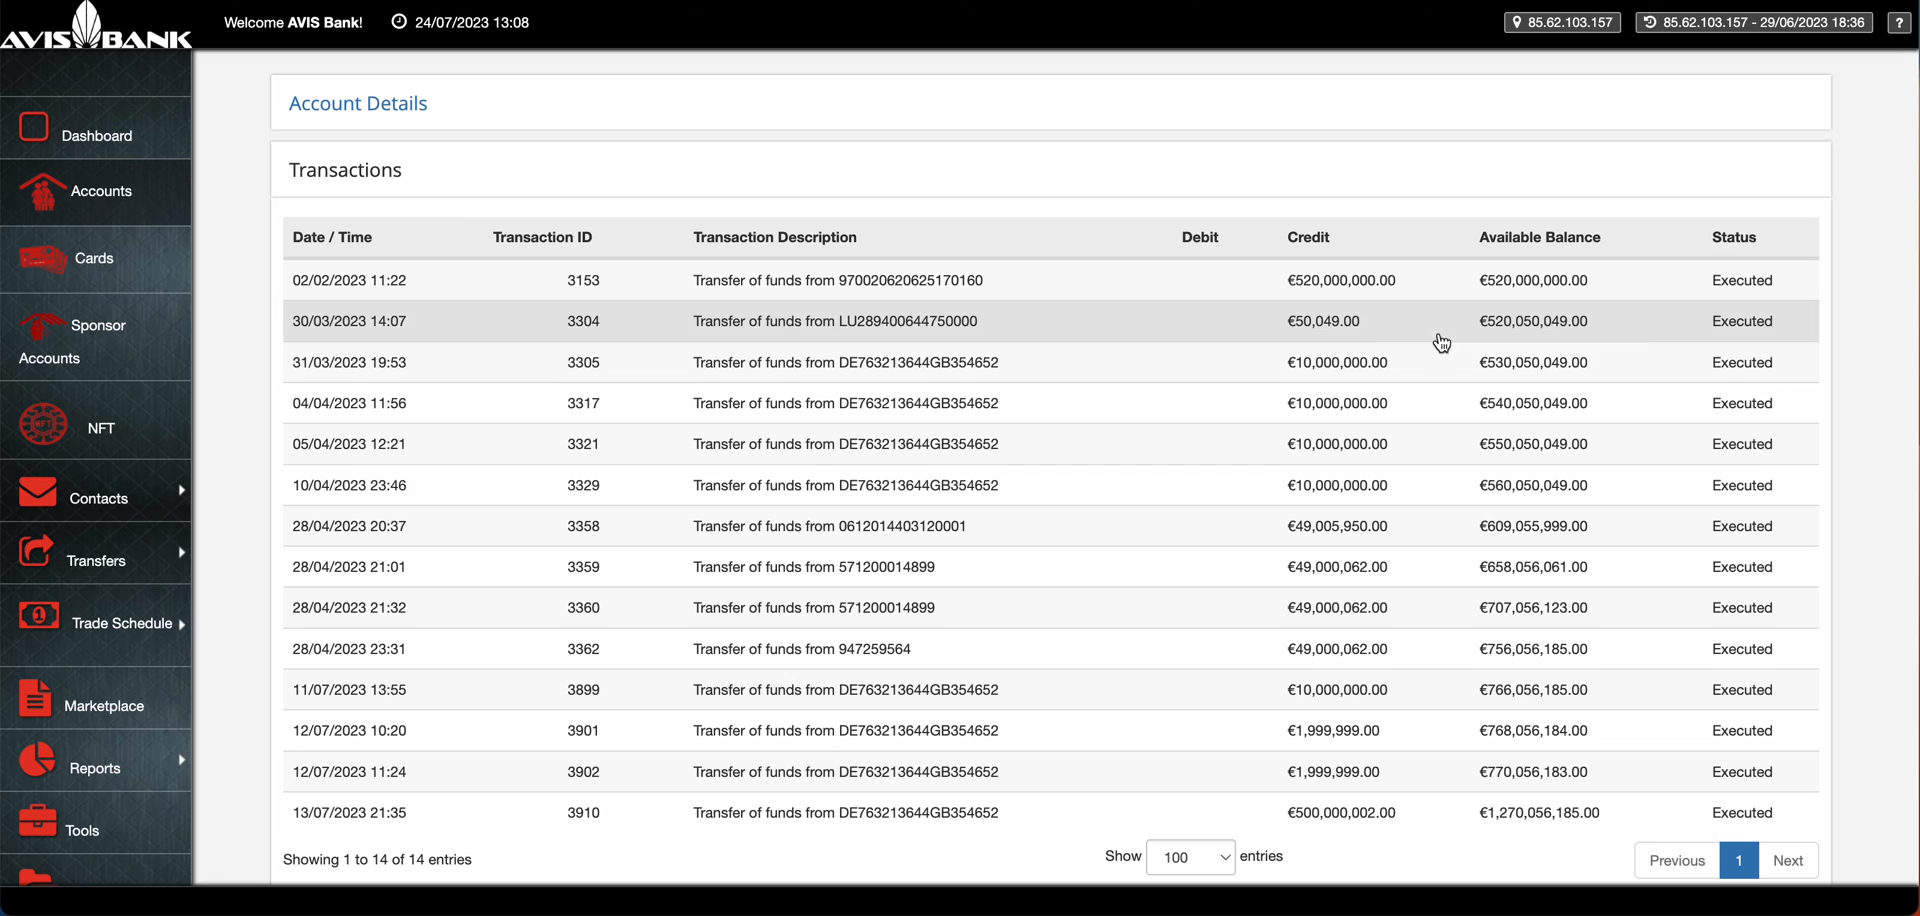 AVIS BANK
Welcome AVIS Bank! 24/07/2023 13:08 85.62.103.157 85.62.103.157 - 29/06/2023 18:36 ?
Dashboard
Accounts
Cards
Sponsor
Accounts
NFT
Contacts
Transfers
Trade Schedule
Marketplace
Reports
Tools
Account Details
Transactions
Date / Time Transaction ID Transaction Description Debit Credit Available Balance Status
02/02/2023 11:22 3153 Transfer of funds from 970020620625170160 €520,000,000.00 €520,000,000.00 Executed
30/03/2023 14:07 3304 Transfer of funds from LU289400644750000 €50,049.00 €520,050,049.00 Executed
31/03/2023 19:53 3305 Transfer of funds from DE763213644GB354652 €10,000,000.00 €530,050,049.00 Executed
04/04/2023 11:56 3317 Transfer of funds from DE763213644GB354652 €10,000,000.00 €540,050,049.00 Executed
05/04/2023 12:21 3321 Transfer of funds from DE763213644GB354652 €10,000,000.00 €550,050,049.00 Executed
10/04/2023 23:46 3329 Transfer of funds from DE763213644GB354652 €10,000,000.00 €560,050,049.00 Executed
28/04/2023 20:37 3358 Transfer of funds from 0612014403120001 €49,005,950.00 €609,055,999.00 Executed
28/04/2023 21:01 3359 Transfer of funds from 571200014899 €49,000,062.00 €658,056,061.00 Executed
28/04/2023 21:32 3360 Transfer of funds from 571200014899 €49,000,062.00 €707,056,123.00 Executed
28/04/2023 23:31 3362 Transfer of funds from 947259564 €49,000,062.00 €756,056,185.00 Executed
11/07/2023 13:55 3899 Transfer of funds from DE763213644GB354652 €10,000,000.00 €766,056,185.00 Executed
12/07/2023 10:20 3901 Transfer of funds from DE763213644GB354652 €1,999,999.00 €768,056,184.00 Executed
12/07/2023 11:24 3902 Transfer of funds from DE763213644GB354652 €1,999,999.00 €770,056,183.00 Executed
13/07/2023 21:35 3910 Transfer of funds from DE763213644GB354652 €500,000,002.00 €1,270,056,185.00 Executed
Showing 1 to 14 of 14 entries Show 100 entries Previous 1 Next